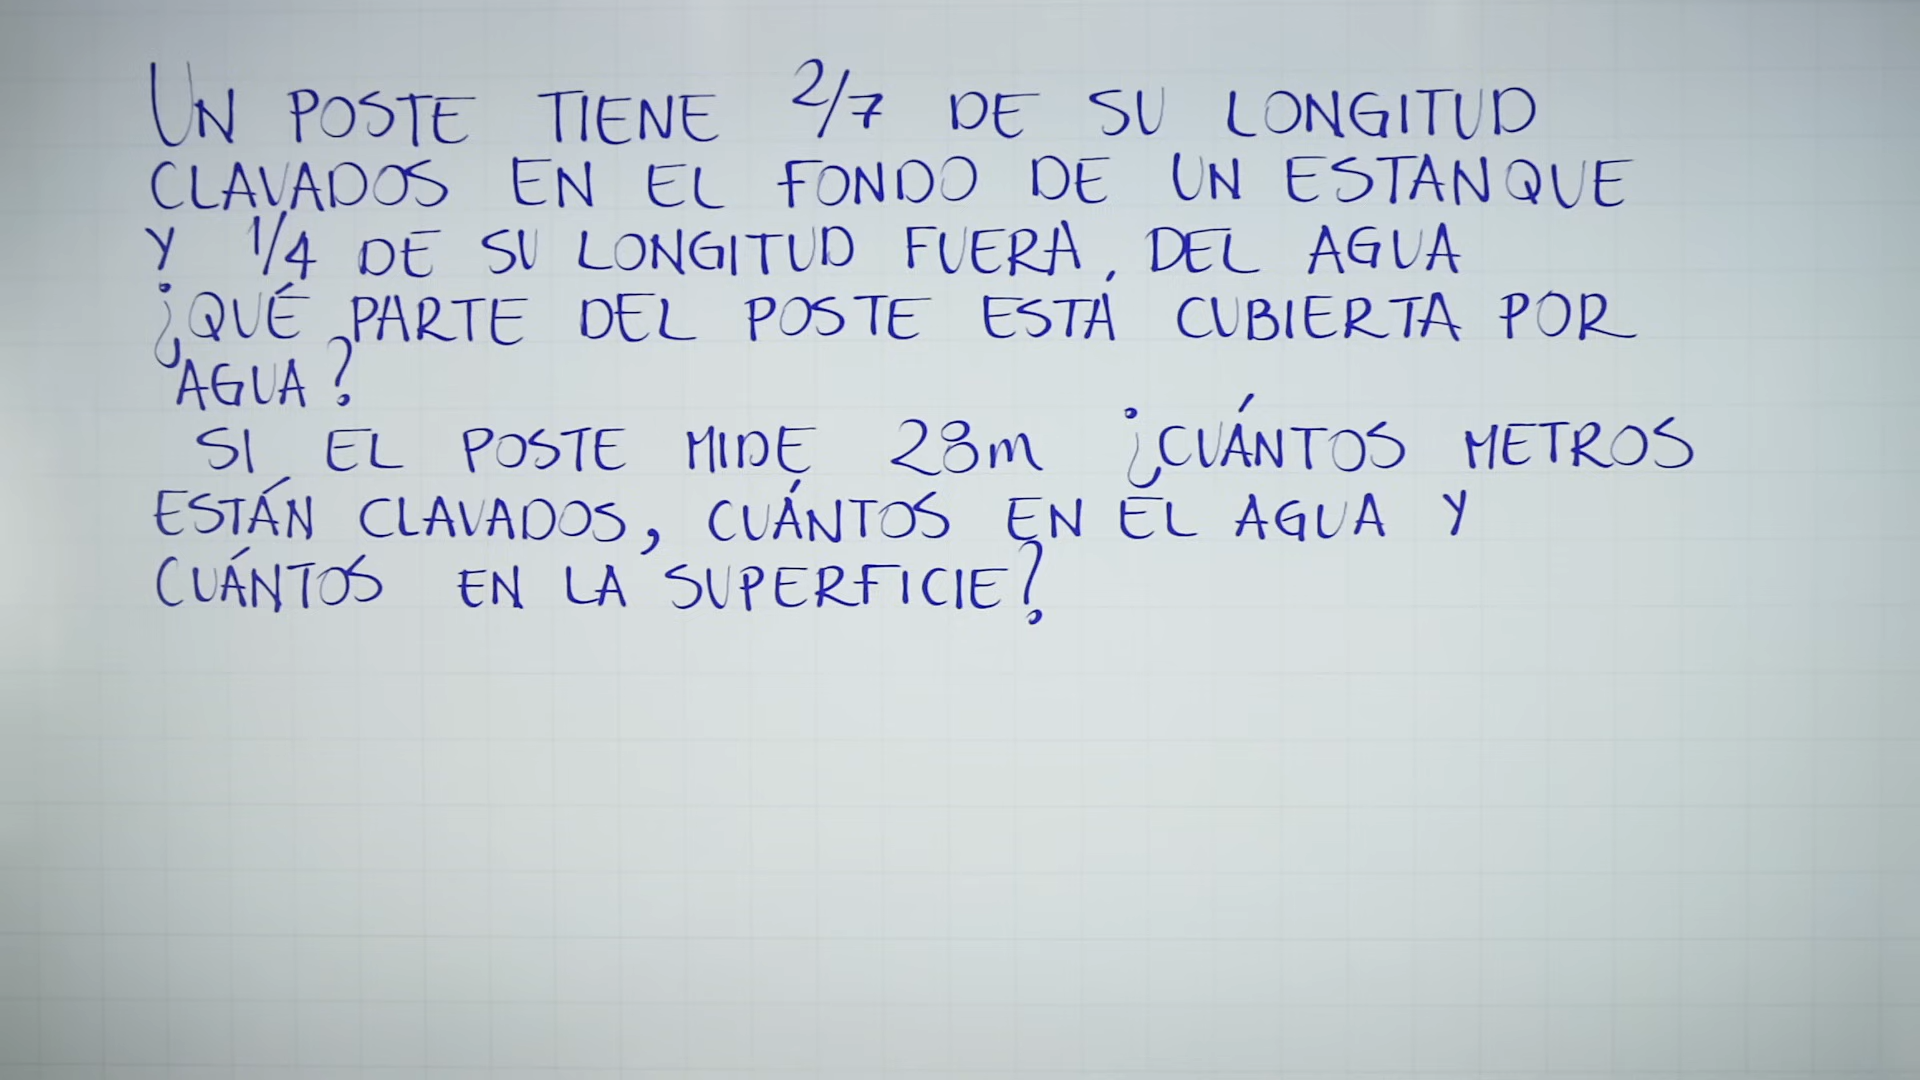 UN POSTE TIENE 2/7 DE SU LONGITUD
CLAVADOS EN EL FONDO DE UN ESTANQUE
Y 1/4 DE SU LONGITUD FUERA DEL AGUA
¿QUÉ PARTE DEL POSTE ESTÁ CUBIERTA POR
AGUA?
SI EL POSTE MIDE 28m ¿CUÁNTOS METROS
ESTÁN CLAVADOS, CUÁNTOS EN EL AGUA Y
CUÁNTOS EN LA SUPERFICIE?